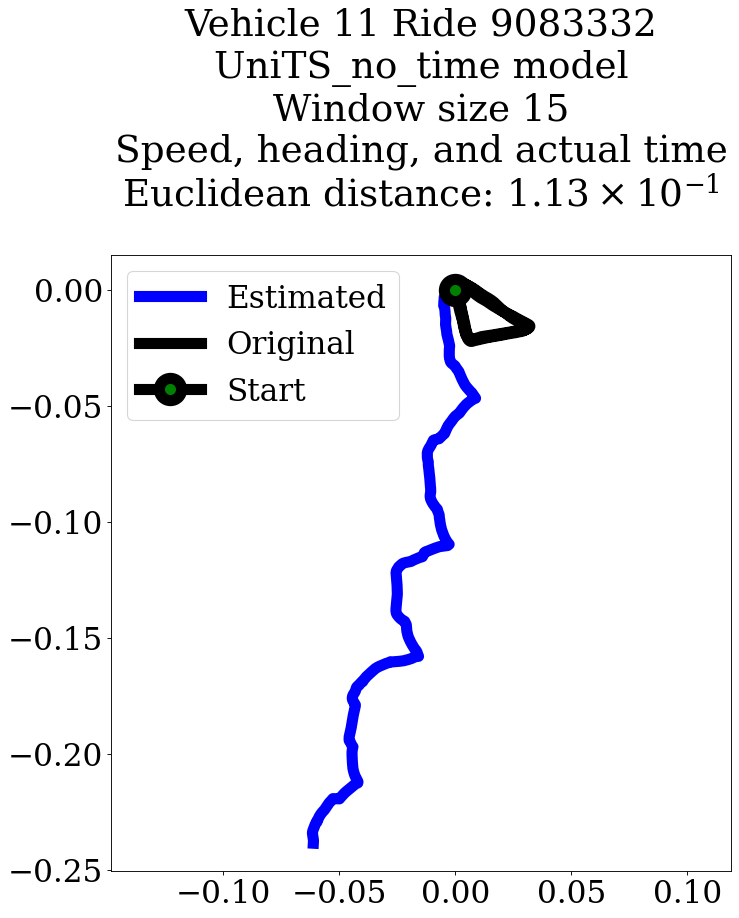 Vehicle 11 Ride 9083332
UniTS_no_time model
Window size 15
Speed, heading, and actual time
Euclidean distance: 1.13 × 10⁻¹
Estimated
Original
Start
0.00
−0.05
−0.10
−0.15
−0.20
−0.25
−0.10 −0.05 0.00 0.05 0.10